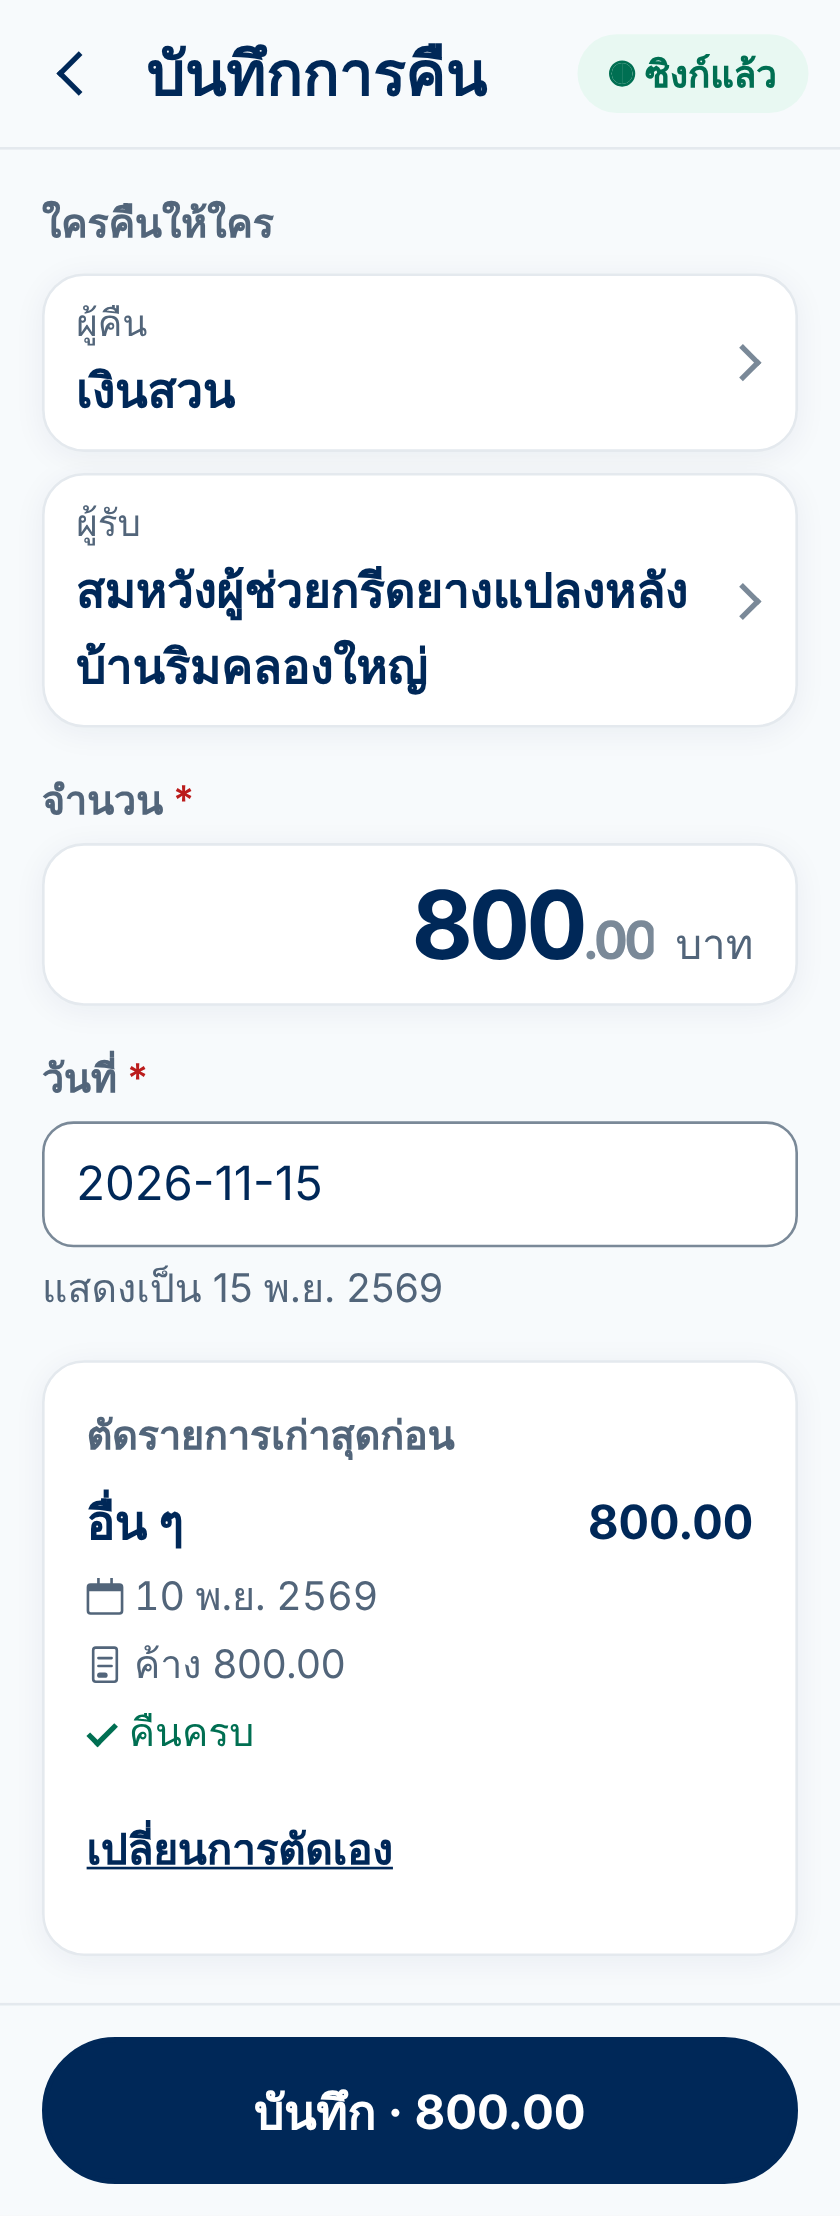 บันทึกการคืน
ซิงก์แล้ว
ใครคืนให้ใคร
ผู้คืน
เงินสวน
ผู้รับ
สมหวังผู้ช่วยกรีดยางแปลงหลัง
บ้านริมคลองใหญ่
จำนวน *
800.00 บาท
วันที่ *
2026-11-15
แสดงเป็น 15 พ.ย. 2569
ตัดรายการเก่าสุดก่อน
อื่น ๆ 800.00
10 พ.ย. 2569
ค้าง 800.00
คืนครบ
เปลี่ยนการตัดเอง
บันทึก · 800.00